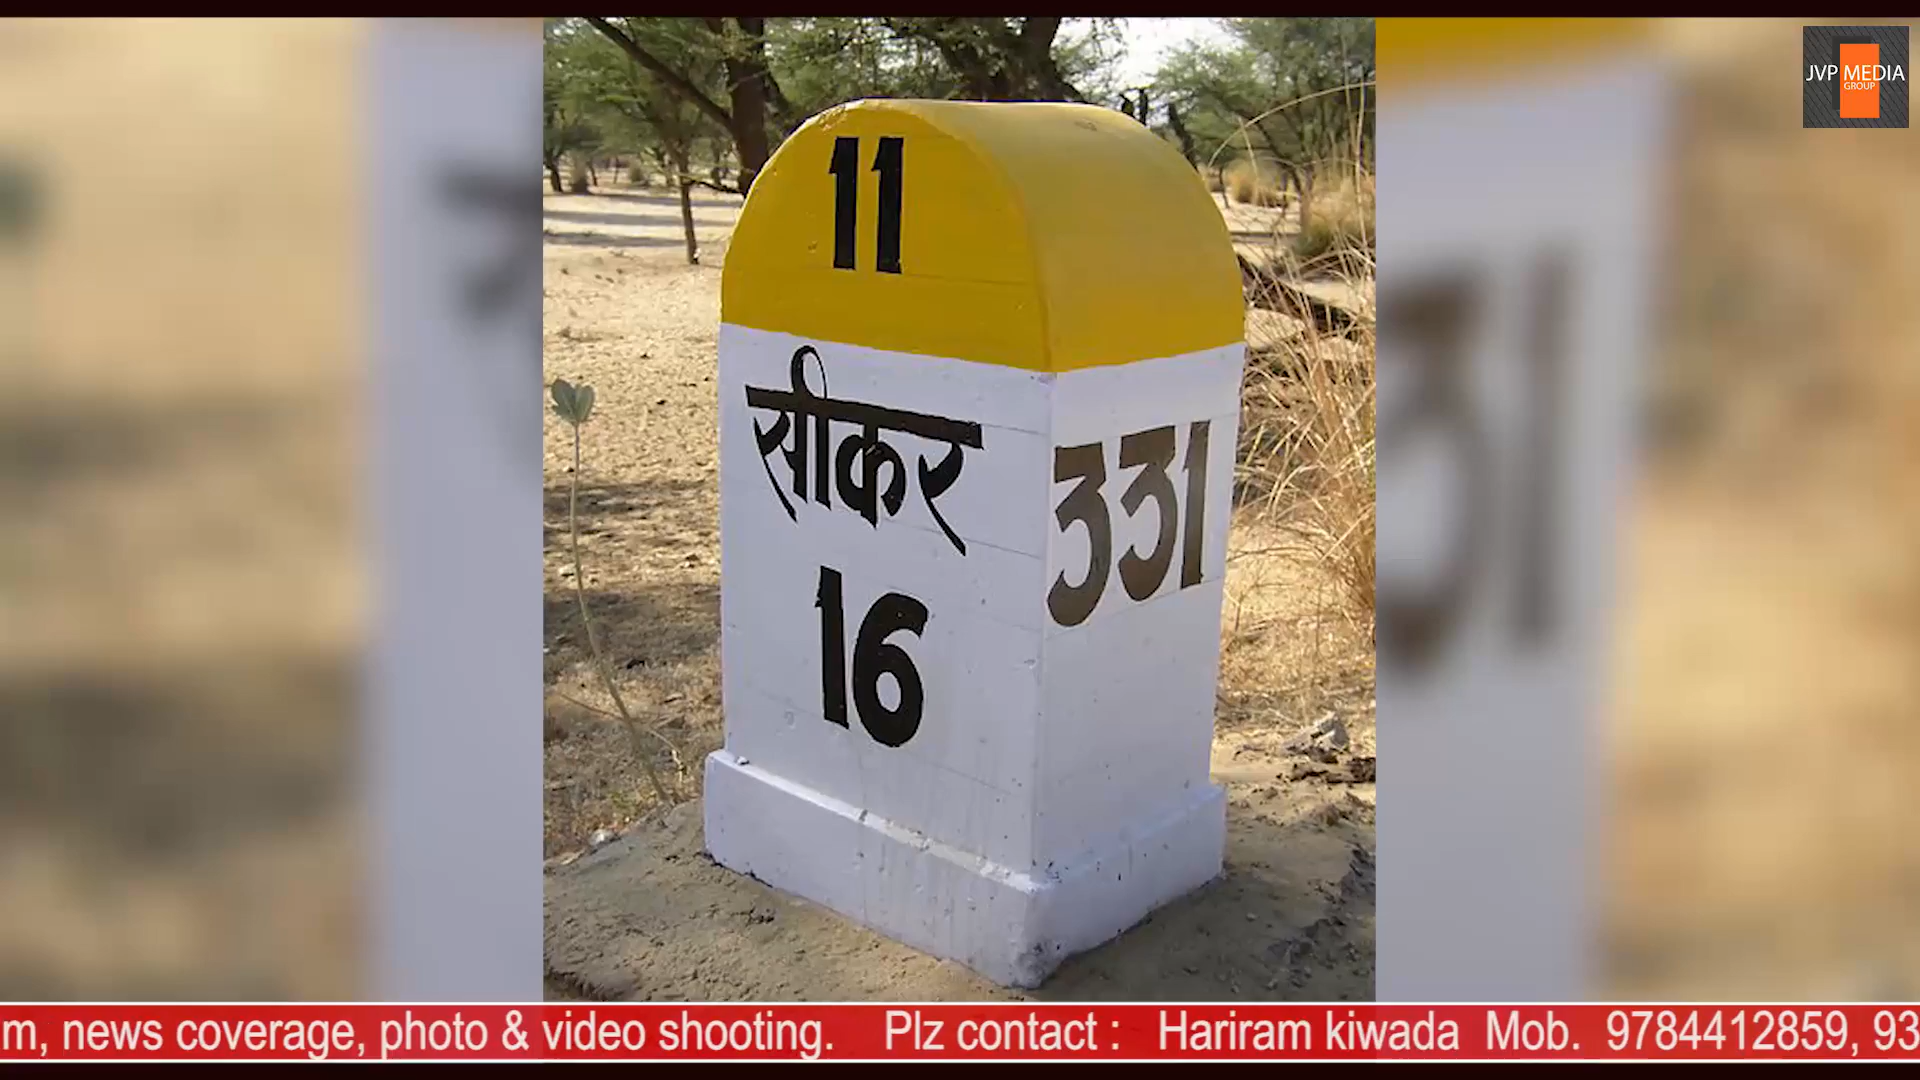 JVP MEDIA
GROUP
11
सीकर
16
331
m, news coverage, photo & video shooting. Plz contact : Hariram kiwada Mob. 9784412859, 93